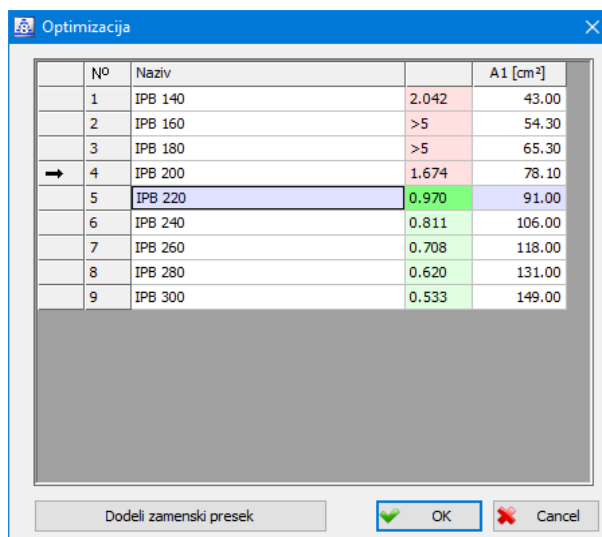 Optimizacija
Nº Naziv A1 [cm²]
1 IPB 140 2.042 43.00
2 IPB 160 >5 54.30
3 IPB 180 >5 65.30
4 IPB 200 1.674 78.10
5 IPB 220 0.970 91.00
6 IPB 240 0.811 106.00
7 IPB 260 0.708 118.00
8 IPB 280 0.620 131.00
9 IPB 300 0.533 149.00
Dodeli zamenski presek OK Cancel